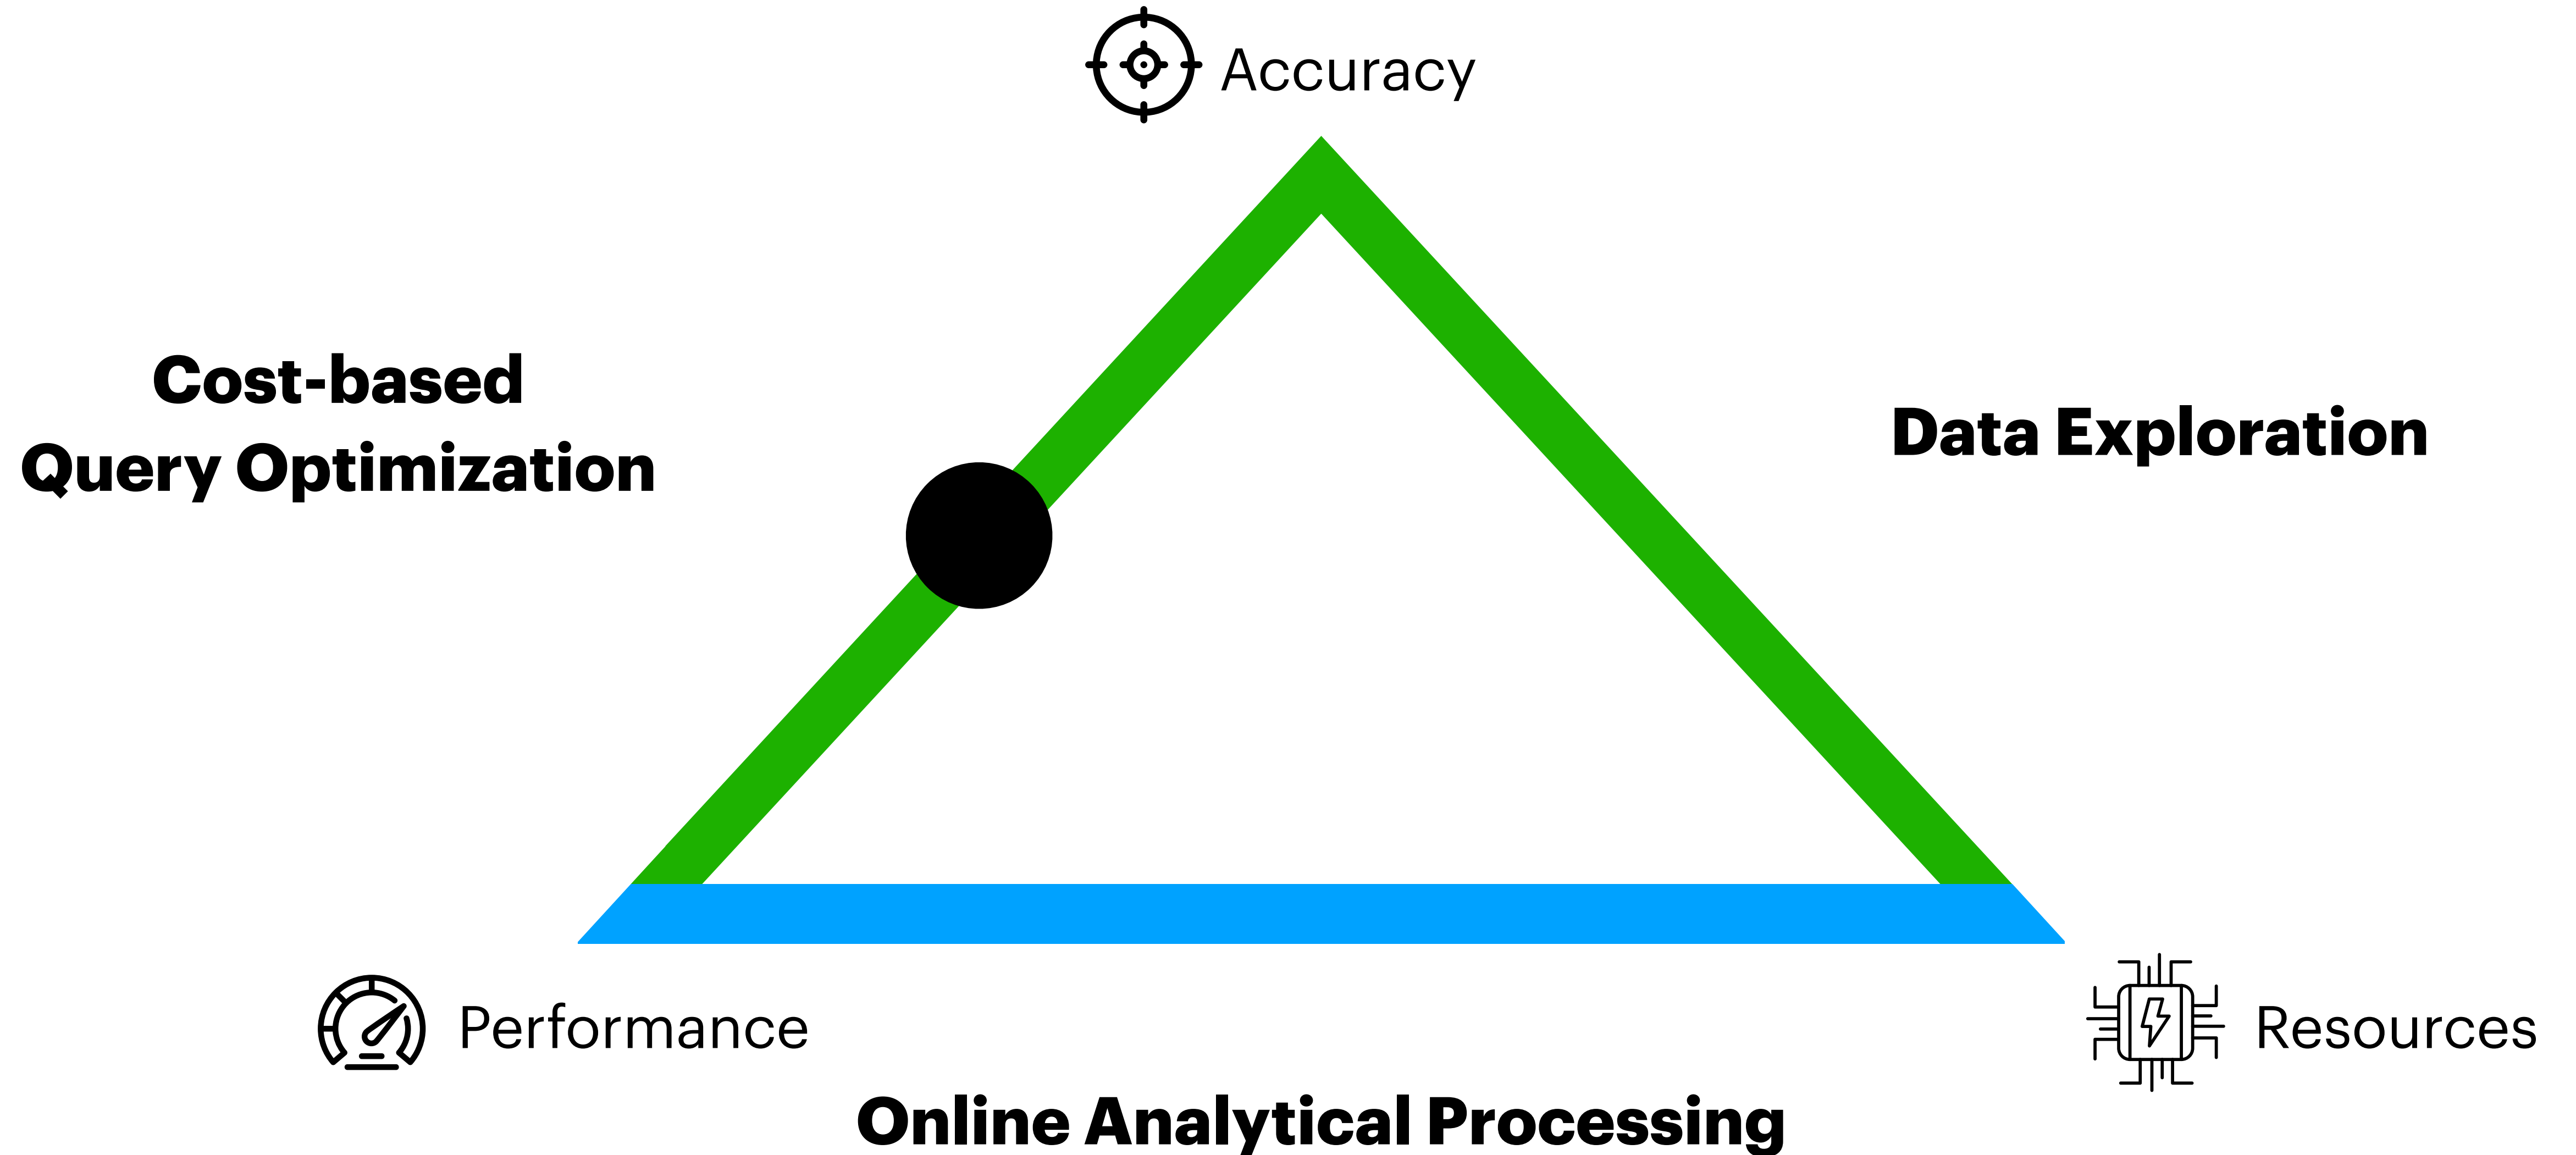 Accuracy
Cost-based
Query Optimization
Data Exploration
Performance
Resources
Online Analytical Processing